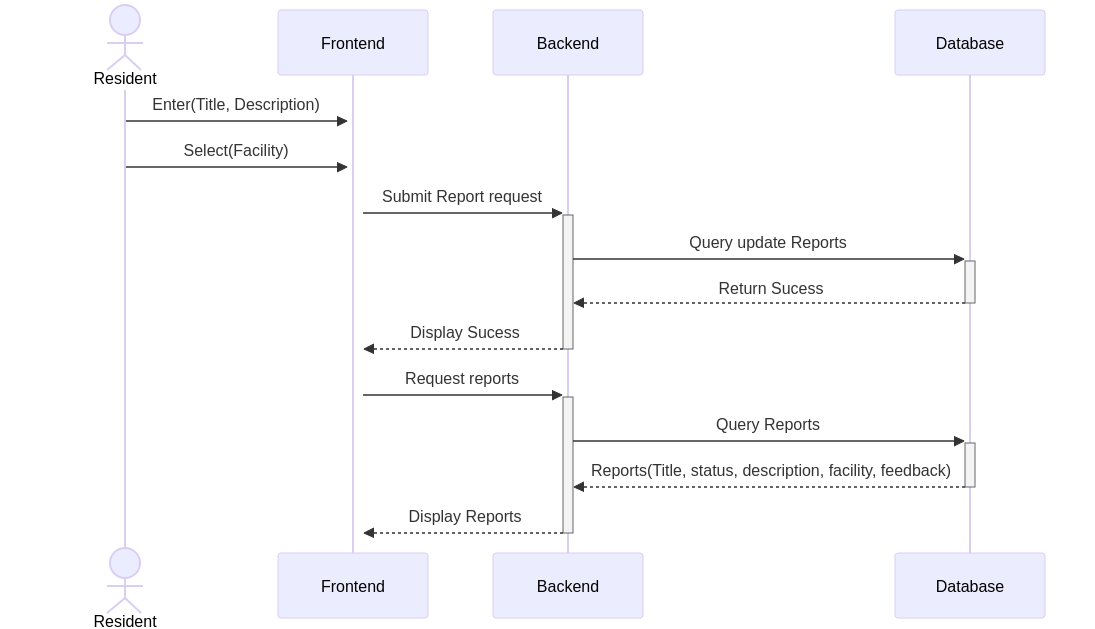 Frontend
Backend
Database
Resident
Enter(Title, Description)
Select(Facility)
Submit Report request
Query update Reports
Return Sucess
Display Sucess
Request reports
Query Reports
Reports(Title, status, description, facility, feedback)
Display Reports
Frontend
Backend
Database
Resident